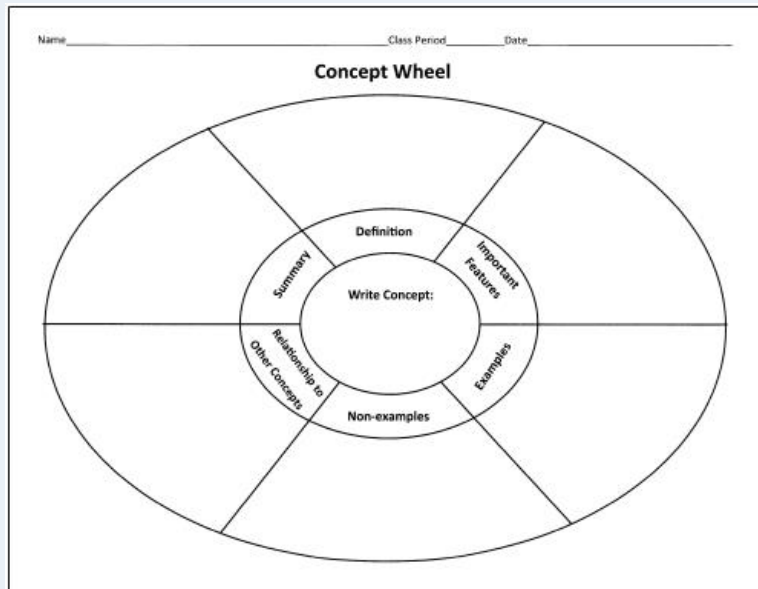 Name Class Period Date
Concept Wheel
Definition
Important
Features
Examples
Non-examples
Relationship to
Other Concepts
Summary
Write Concept: